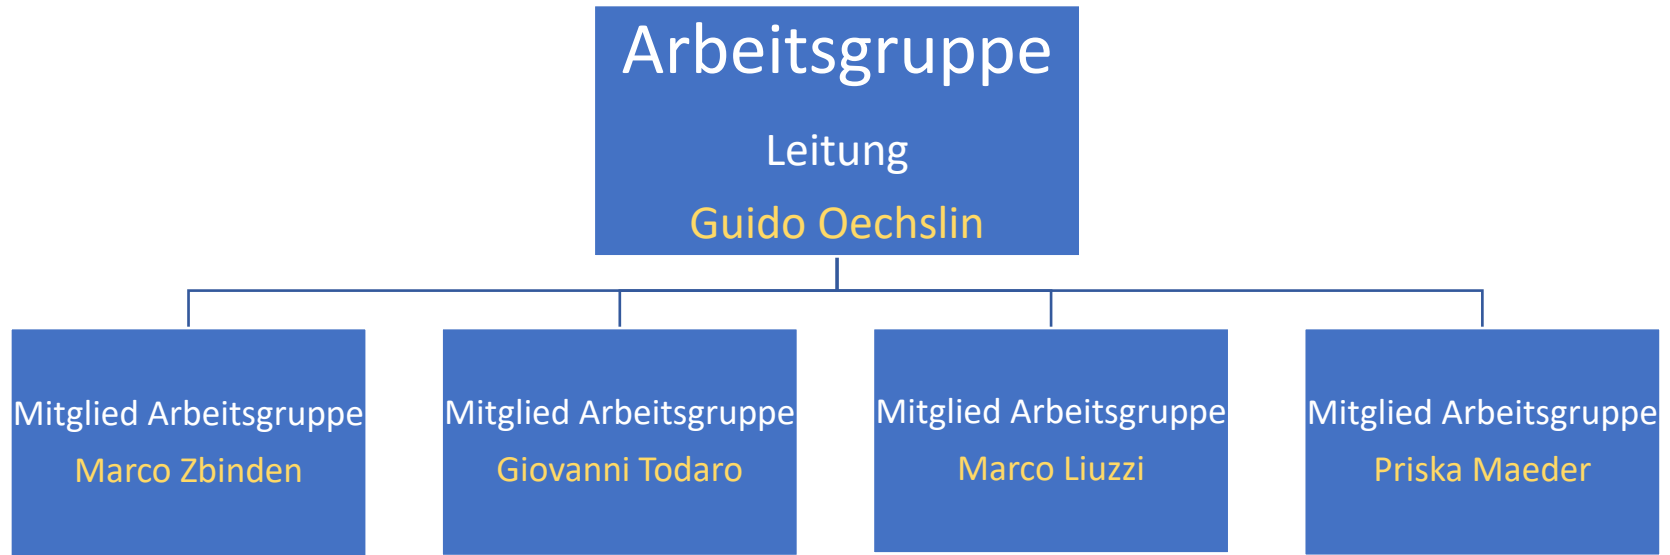 Arbeitsgruppe
Leitung
Guido Oechslin
Mitglied Arbeitsgruppe
Marco Zbinden
Mitglied Arbeitsgruppe
Giovanni Todaro
Mitglied Arbeitsgruppe
Marco Liuzzi
Mitglied Arbeitsgruppe
Priska Maeder